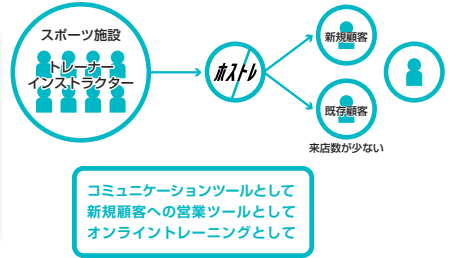 スポーツ施設
トレーナー
インストラクター
ホストレ
新規顧客
既存顧客
来店数が少ない
コミュニケーションツールとして
新規顧客への営業ツールとして
オンライントレーニングとして